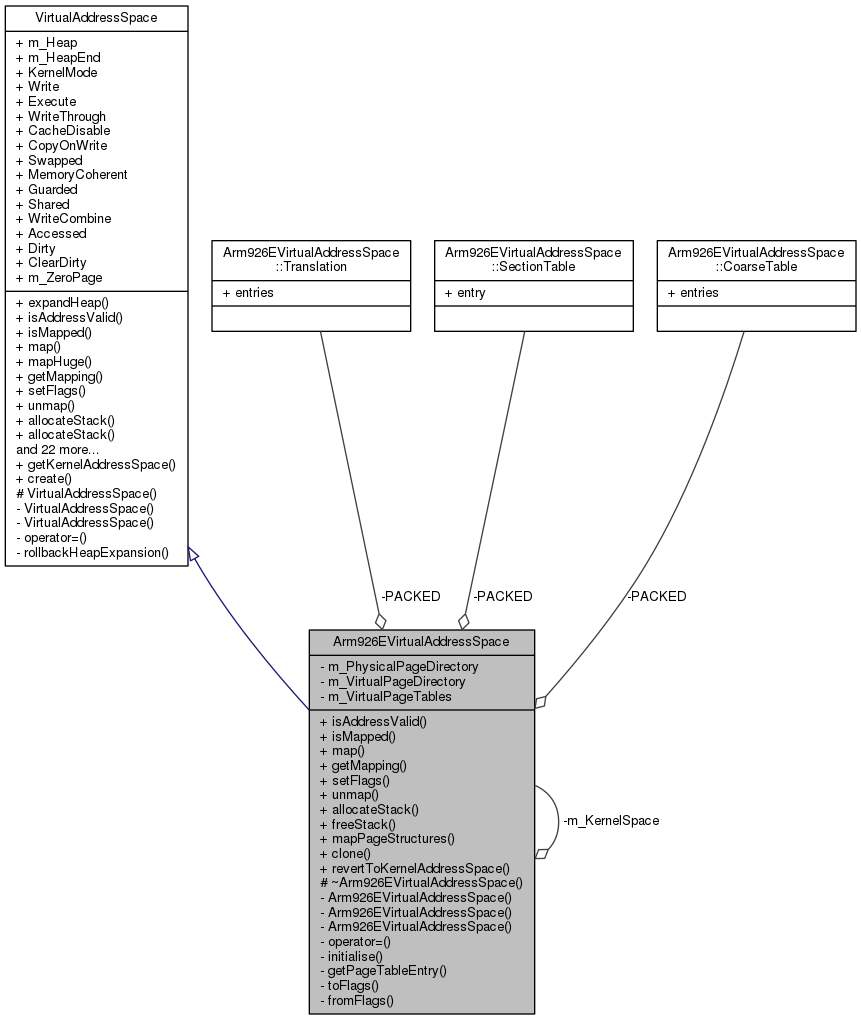 VirtualAddressSpace
+ m_Heap
+ m_HeapEnd
+ KernelMode
+ Write
+ Execute
+ WriteThrough
+ CacheDisable
+ CopyOnWrite
+ Swapped
+ MemoryCoherent
+ Guarded
+ Shared
+ WriteCombine
+ Accessed
+ Dirty
+ ClearDirty
+ m_ZeroPage
+ expandHeap()
+ isAddressValid()
+ isMapped()
+ map()
+ mapHuge()
+ getMapping()
+ setFlags()
+ unmap()
+ allocateStack()
+ allocateStack()
and 22 more...
+ getKernelAddressSpace()
+ create()
# VirtualAddressSpace()
- VirtualAddressSpace()
- VirtualAddressSpace()
- operator=()
- rollbackHeapExpansion()
Arm926EVirtualAddressSpace
::Translation
+ entries
Arm926EVirtualAddressSpace
::SectionTable
+ entry
Arm926EVirtualAddressSpace
::CoarseTable
+ entries
-PACKED
-PACKED
-PACKED
Arm926EVirtualAddressSpace
- m_PhysicalPageDirectory
- m_VirtualPageDirectory
- m_VirtualPageTables
+ isAddressValid()
+ isMapped()
+ map()
+ getMapping()
+ setFlags()
+ unmap()
+ allocateStack()
+ freeStack()
+ mapPageStructures()
+ clone()
+ revertToKernelAddressSpace()
# ~Arm926EVirtualAddressSpace()
- Arm926EVirtualAddressSpace()
- Arm926EVirtualAddressSpace()
- Arm926EVirtualAddressSpace()
- operator=()
- initialise()
- getPageTableEntry()
- toFlags()
- fromFlags()
-m_KernelSpace